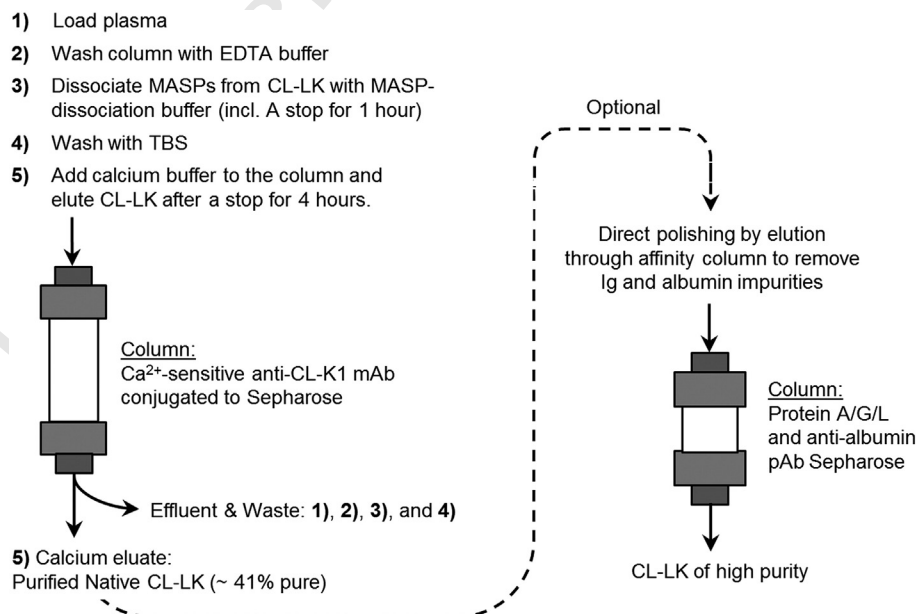 1) Load plasma
2) Wash column with EDTA buffer
3) Dissociate MASPs from CL-LK with MASP-
dissociation buffer (incl. A stop for 1 hour)
4) Wash with TBS
5) Add calcium buffer to the column and
elute CL-LK after a stop for 4 hours.
Column:
Ca²⁺-sensitive anti-CL-K1 mAb
conjugated to Sepharose
Effluent & Waste: 1), 2), 3), and 4)
5) Calcium eluate:
Purified Native CL-LK (~ 41% pure)
Optional
Direct polishing by elution
through affinity column to remove
Ig and albumin impurities
Column:
Protein A/G/L
and anti-albumin
pAb Sepharose
CL-LK of high purity